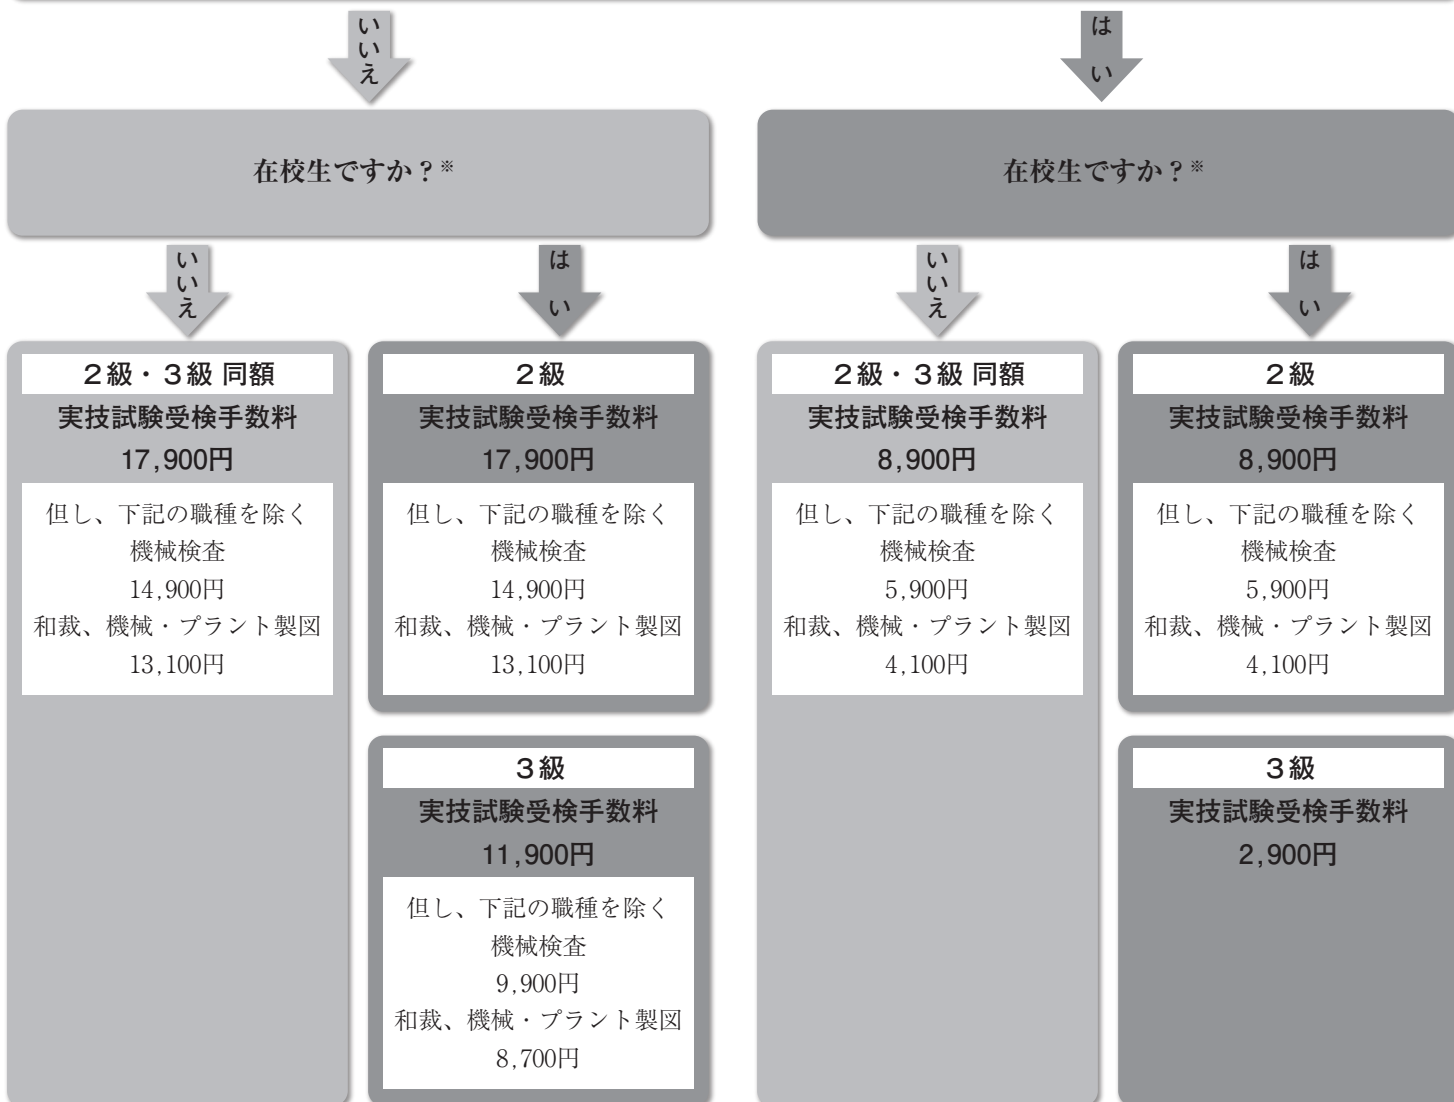 いいえ
はい
在校生ですか？※
在校生ですか？※
いいえ
はい
いいえ
はい
２級・３級 同額
実技試験受検手数料
17,900円
但し、下記の職種を除く
機械検査
14,900円
和裁、機械・プラント製図
13,100円
２級
実技試験受検手数料
17,900円
但し、下記の職種を除く
機械検査
14,900円
和裁、機械・プラント製図
13,100円
３級
実技試験受検手数料
11,900円
但し、下記の職種を除く
機械検査
9,900円
和裁、機械・プラント製図
8,700円
２級・３級 同額
実技試験受検手数料
8,900円
但し、下記の職種を除く
機械検査
5,900円
和裁、機械・プラント製図
4,100円
２級
実技試験受検手数料
8,900円
但し、下記の職種を除く
機械検査
5,900円
和裁、機械・プラント製図
4,100円
３級
実技試験受検手数料
2,900円